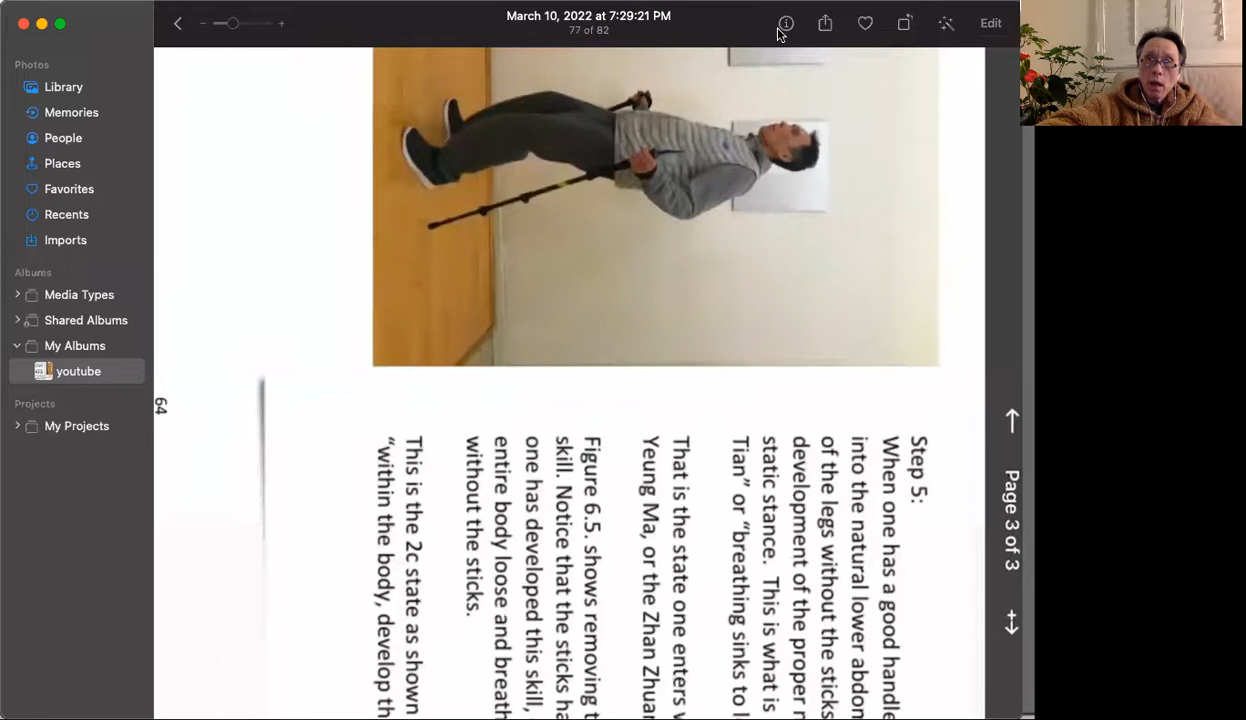 March 10, 2022 at 7:29:21 PM
77 of 82
Edit
Photos
Library
Memories
People
Places
Favorites
Recents
Imports
Albums
Media Types
Shared Albums
My Albums
youtube
Projects
My Projects
Page 3 of 3
Step 5:
When one has a good handle
into the natural lower abdom
of the legs without the sticks
development of the proper
static stance. This is what is
Tian” or “breathing sinks to
That is the state one enters
Yeung Ma, or the Zhan Zhuan
Figure 6.5. shows removing
skill. Notice that the sticks
one has developed this skill,
entire body loose and
without the sticks.
This is the 2c state as shown
“within the body, develop
64